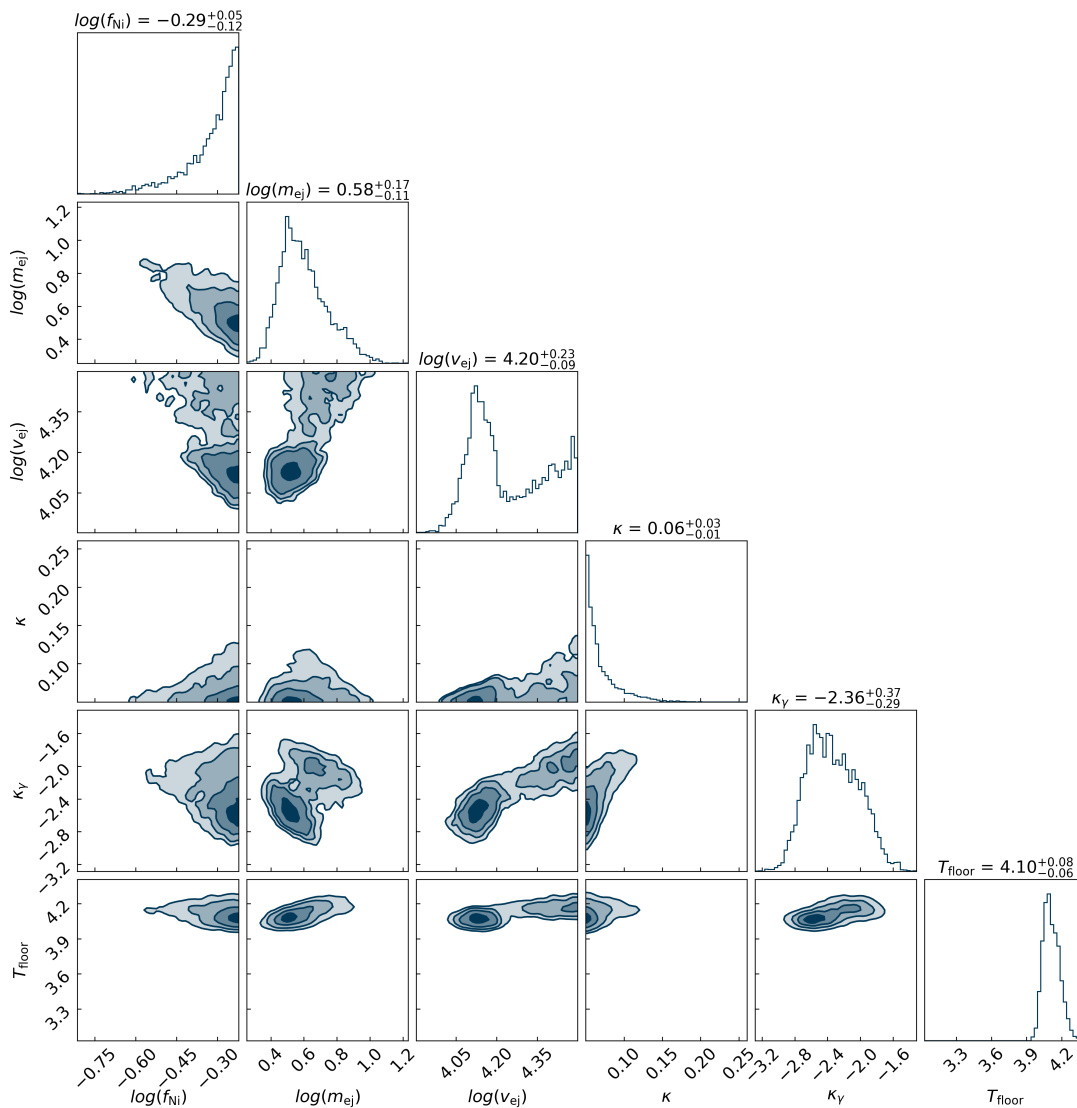 log(f_Ni) = −0.29^{+0.05}_{−0.12}
log(m_ej) = 0.58^{+0.17}_{−0.11}
1.2
1.0
0.8
0.6
0.4
log(m_ej)
log(v_ej) = 4.20^{+0.23}_{−0.09}
4.35
4.20
4.05
log(v_ej)
κ = 0.06^{+0.03}_{−0.01}
0.25
0.20
0.15
0.10
κ
κ_γ = −2.36^{+0.37}_{−0.29}
−1.6
−2.0
−2.4
−2.8
−3.2
κ_γ
T_floor = 4.10^{+0.08}_{−0.06}
4.2
3.9
3.6
3.3
T_floor
−0.75 −0.60 −0.45 −0.30 0.4 0.6 0.8 1.0 1.2 4.05 4.20 4.35 0.10 0.15 0.20 0.25 −3.2 −2.8 −2.4 −2.0 −1.6 3.3 3.6 3.9 4.2
log(f_Ni) log(m_ej) log(v_ej) κ κ_γ T_floor